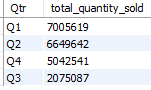 Qtr total_quantity_sold
Q1 7005619
Q2 6649642
Q4 5042541
Q3 2075087